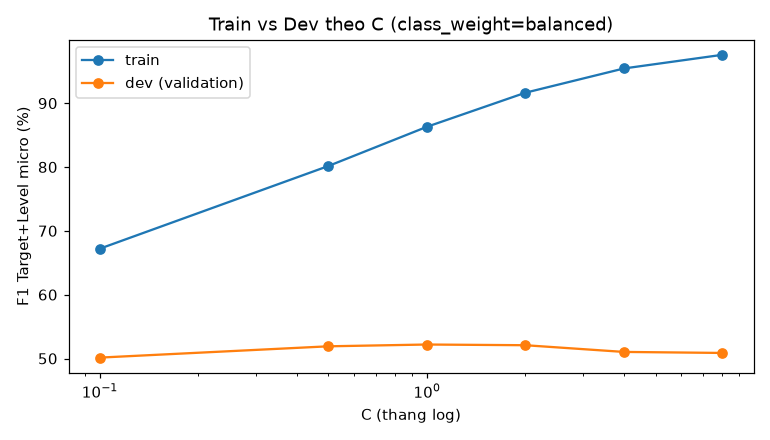 Train vs Dev theo C (class_weight=balanced)
train
dev (validation)
F1 Target+Level micro (%)
90
80
70
60
50
10⁻¹
10⁰
C (thang log)